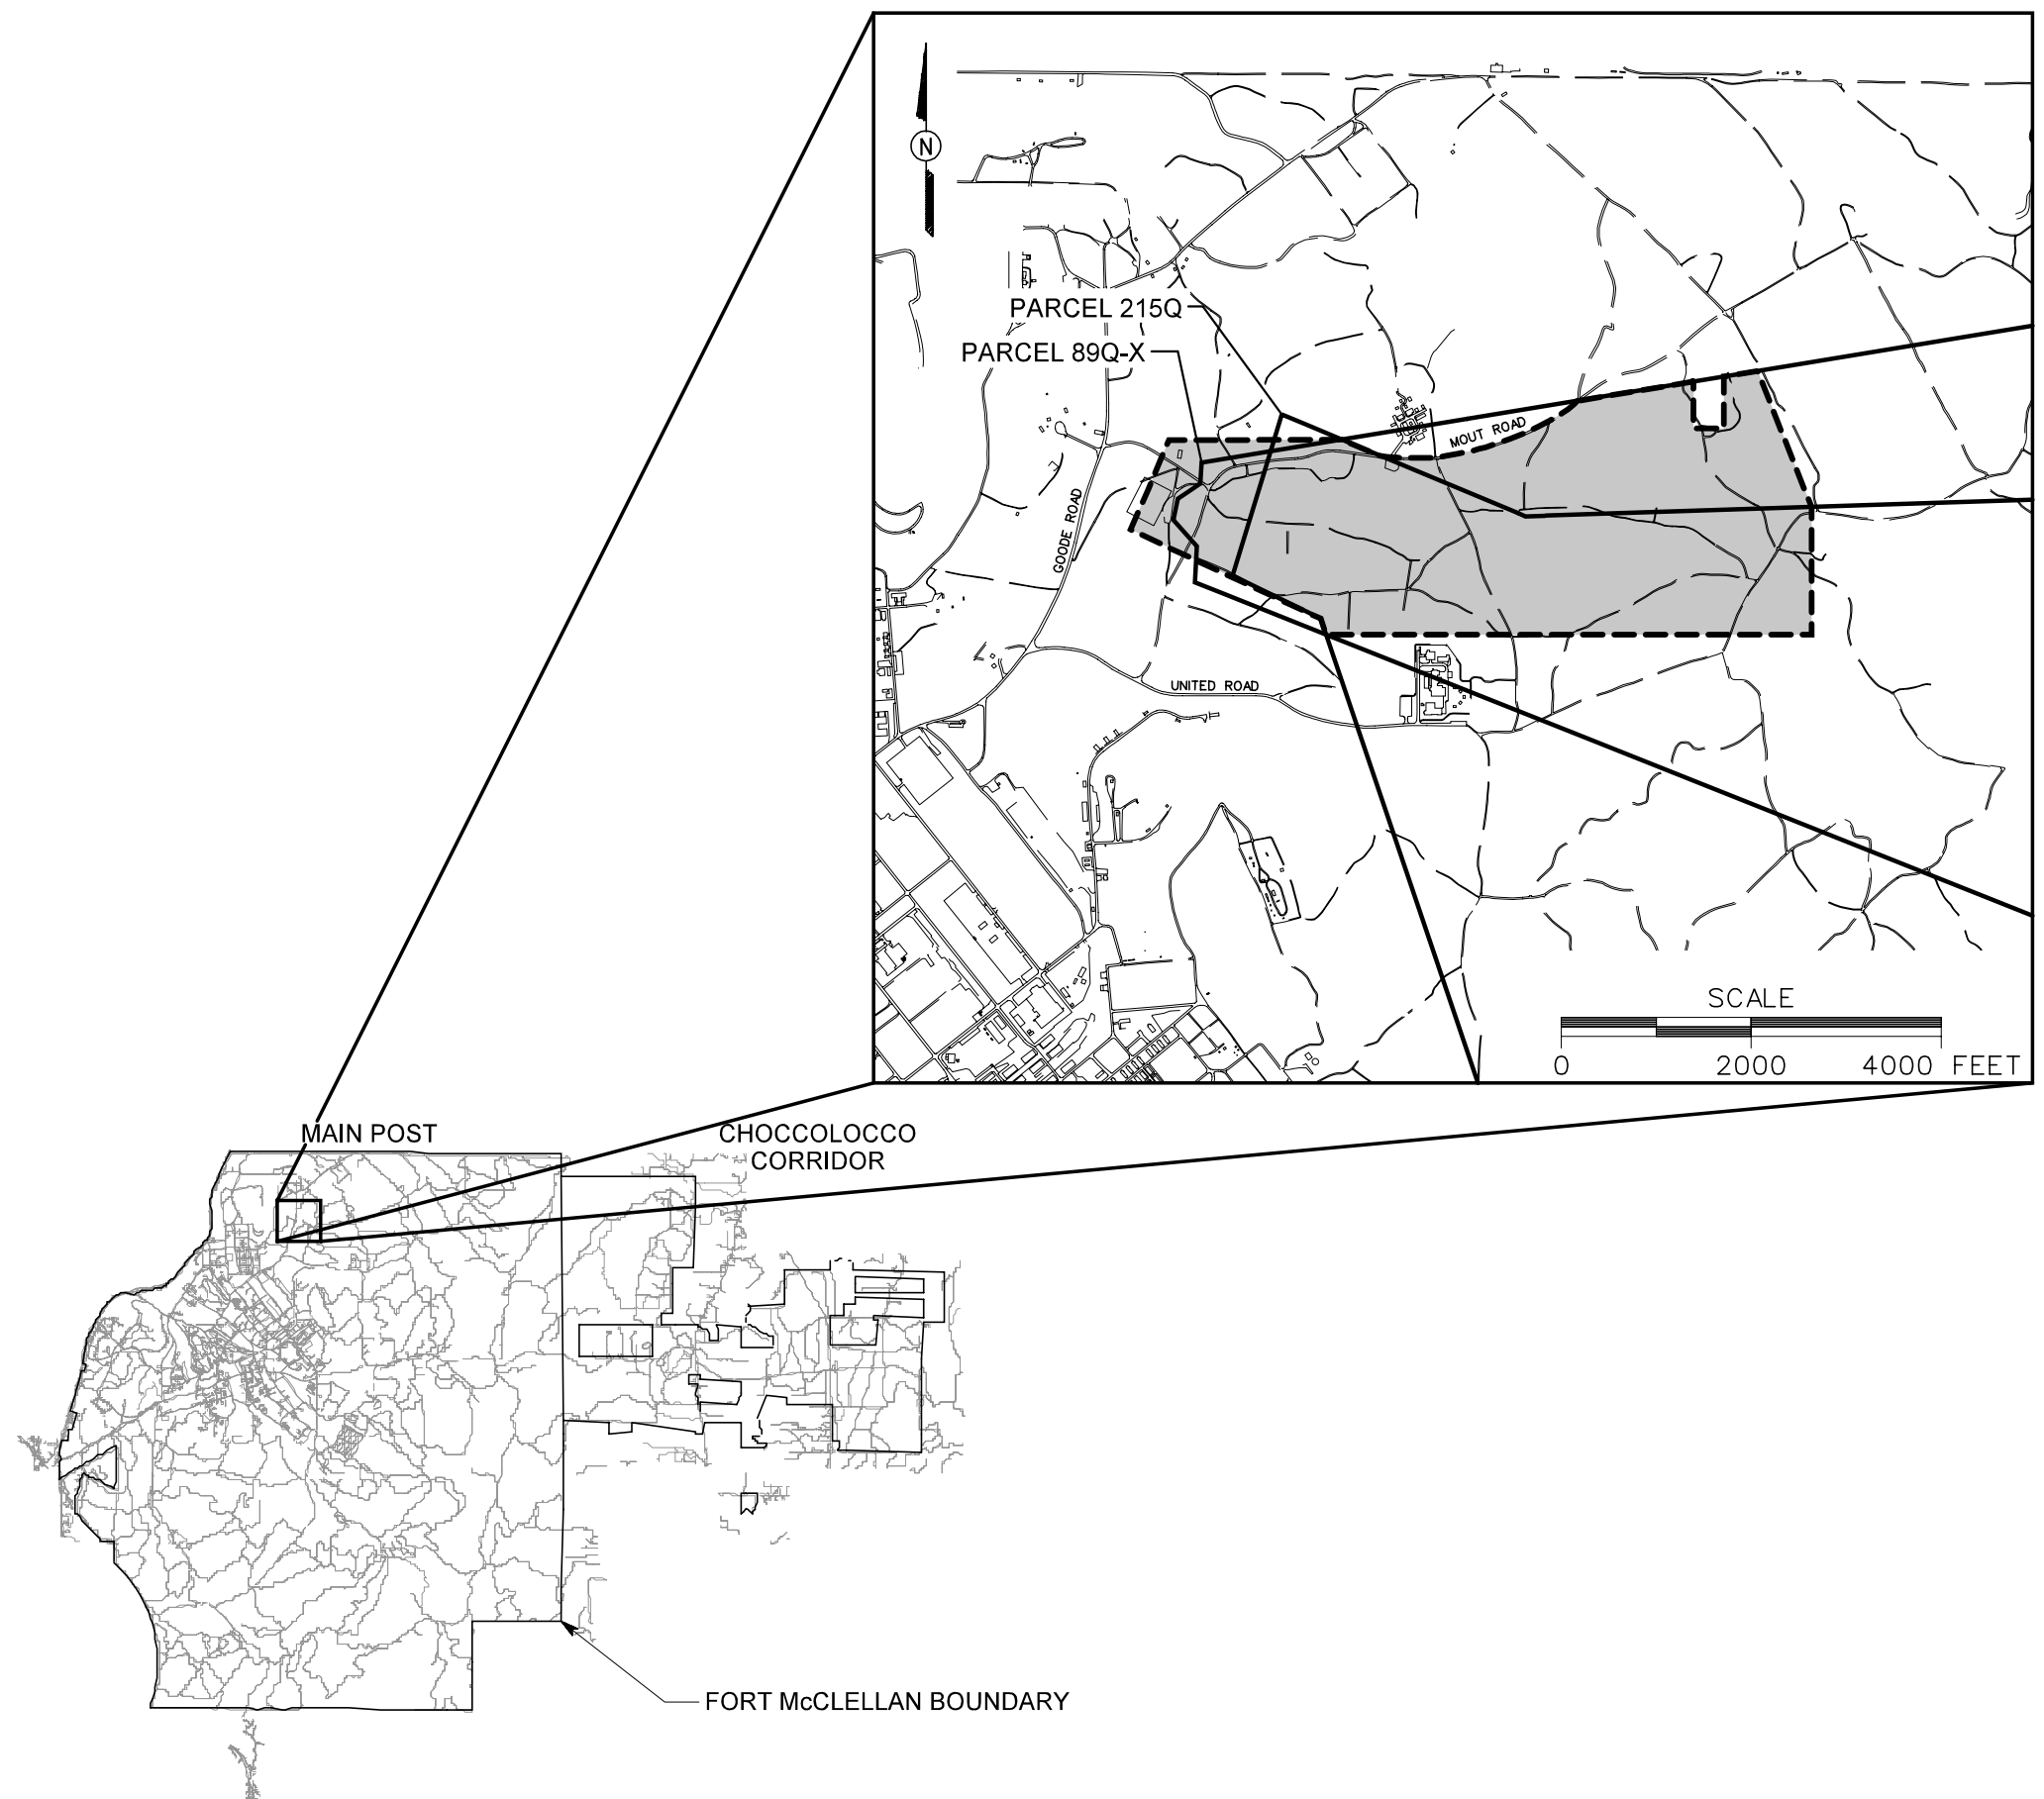 N
PARCEL 215Q
PARCEL 89Q-X
MOUT ROAD
GOODE ROAD
UNITED ROAD
SCALE
0 2000 4000 FEET
MAIN POST
CHOCCOLOCCO
CORRIDOR
FORT McCLELLAN BOUNDARY